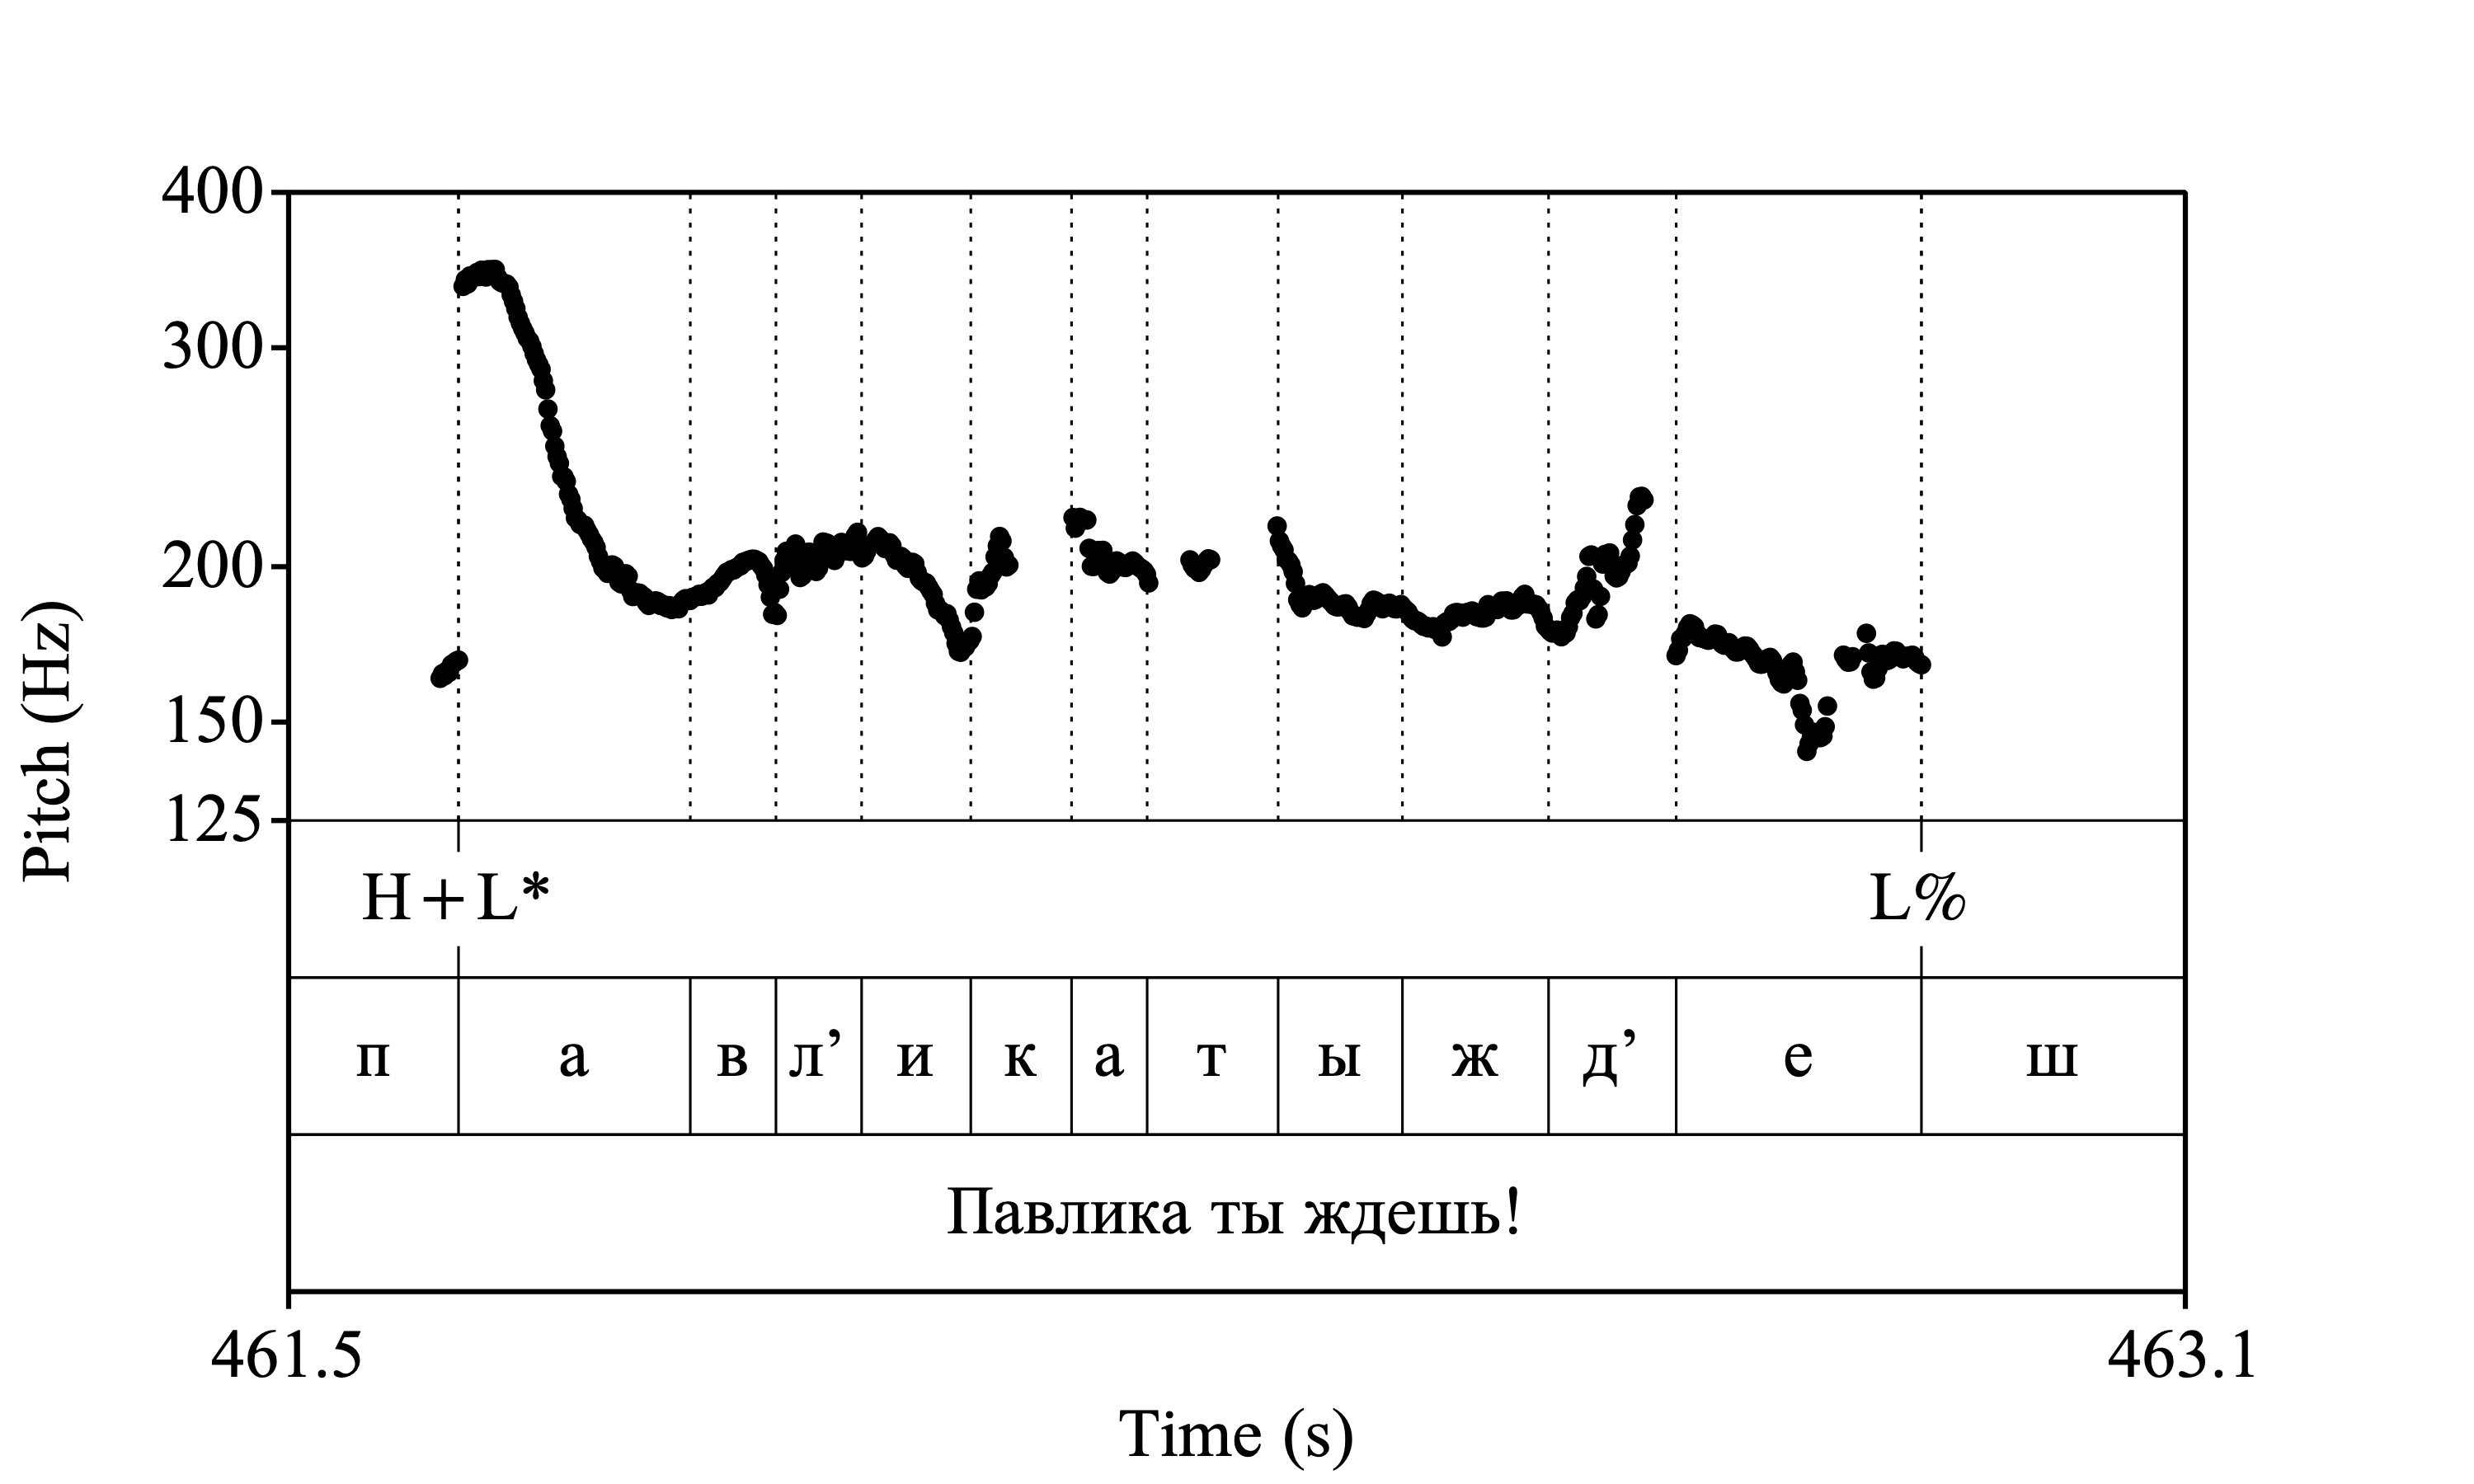 400
300
200
150
125
Pitch (Hz)
H+L* L%
п а в л’ и к а т ы ж д’ е ш
Павлика ты ждешь!
461.5 463.1
Time (s)